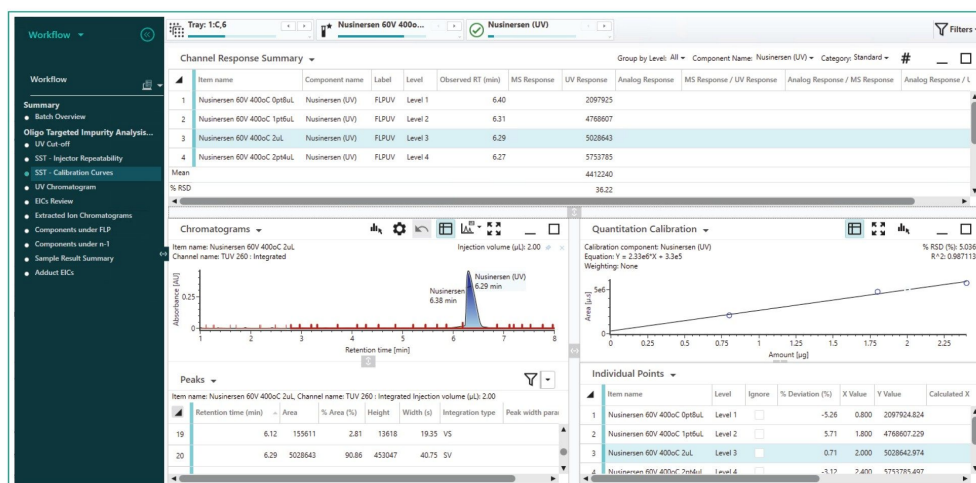 Workflow
Workflow
Summary
Batch Overview
Oligo Targeted Impurity Analysis...
UV Cut-off
SST - Injector Repeatability
SST - Calibration Curves
UV Chromatogram
EICs Review
Extracted Ion Chromatograms
Components under FLP
Components under n-1
Sample Result Summary
Adduct EICs
Tray: 1:C,6
Nusinersen 60V 400o...
Nusinersen (UV)
Filters
Channel Response Summary
Group by Level: All Component Name: Nusinersen (UV) Category: Standard #
Item name Component name Label Level Observed RT (min) MS Response UV Response Analog Response MS Response / UV Response Analog Response / MS Response Analog Response / U
1 Nusinersen 60V 400oC 0pt8uL Nusinersen (UV) FLPUV Level 1 6.40 2097925
2 Nusinersen 60V 400oC 1pt6uL Nusinersen (UV) FLPUV Level 2 6.31 4768607
3 Nusinersen 60V 400oC 2uL Nusinersen (UV) FLPUV Level 3 6.29 5028643
4 Nusinersen 60V 400oC 2pt4uL Nusinersen (UV) FLPUV Level 4 6.27 5753785
Mean 4412240
% RSD 36.22
Chromatograms
Item name: Nusinersen 60V 400oC 2uL Injection volume (µL): 2.00
Channel name: TUV 260 : Integrated
Absorbance [AU]
0.25
0
Nusinersen
6.38 min
Nusinersen (UV)
6.29 min
1 2 3 4 5 6 7 8
Retention time [min]
Peaks
Item name: Nusinersen 60V 400oC 2uL, Channel name: TUV 260 : Integrated Injection volume (µL): 2.00
Retention time (min) Area % Area (%) Height Width (s) Integration type Peak width para
19 6.12 155611 2.81 13618 19.35 VS
20 6.29 5028643 90.86 453047 40.75 SV
Quantitation Calibration
Calibration component: Nusinersen (UV) % RSD (%): 5.036
Equation: Y = 2.33e6*X + 3.3e5 R^2: 0.987113
Weighting: None
Area [µs]
5e6
0
0 0.25 0.5 0.75 1 1.25 1.5 1.75 2 2.25
Amount [µg]
Individual Points
Item name Level Ignore % Deviation (%) X Value Y Value Calculated X
1 Nusinersen 60V 400oC 0pt8uL Level 1 -5.26 0.800 2097924.824
2 Nusinersen 60V 400oC 1pt6uL Level 2 5.71 1.800 4768607.229
3 Nusinersen 60V 400oC 2uL Level 3 0.71 2.000 5028642.974
4 Nusinersen 60V 400oC 2pt4uL Level 4 -3.12 2.400 5753785.497